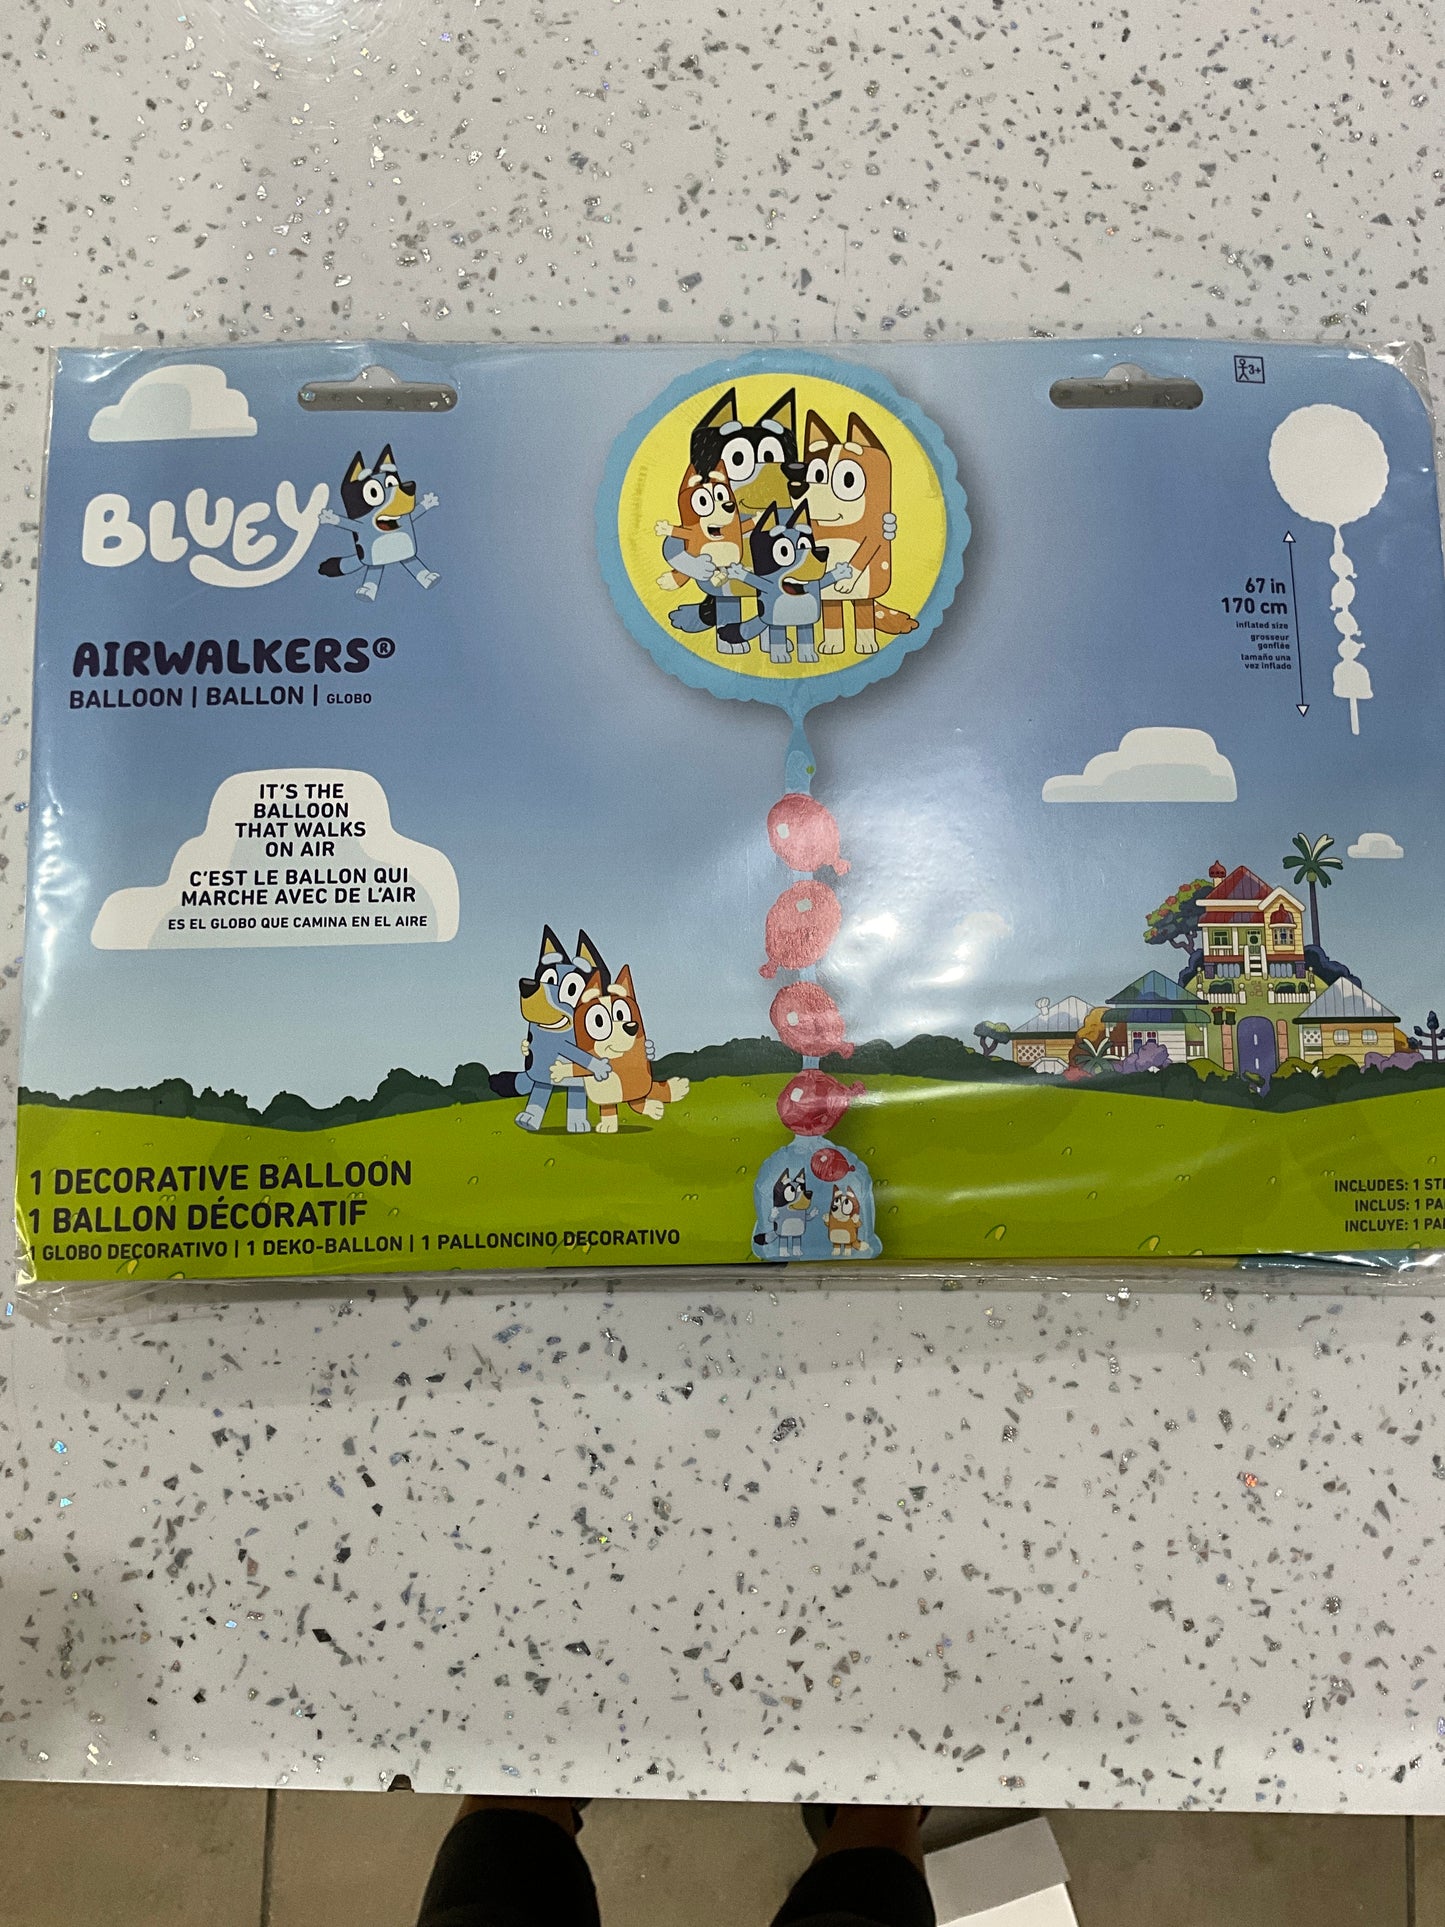 3+
BLUEY
AIRWALKERS®
BALLOON | BALLON | GLOBO
67 in
170 cm
inflated size
grosseur
gonflée
tamaño una
vez inflado
IT'S THE
BALLOON
THAT WALKS
ON AIR
C'EST LE BALLON QUI
MARCHE AVEC DE L'AIR
ES EL GLOBO QUE CAMINA EN EL AIRE
1 DECORATIVE BALLOON
1 BALLON DÉCORATIF
1 GLOBO DECORATIVO | 1 DEKO-BALLON | 1 PALLONCINO DECORATIVO
INCLUDES: 1
INCLUS: 1
INCLUYE: 1